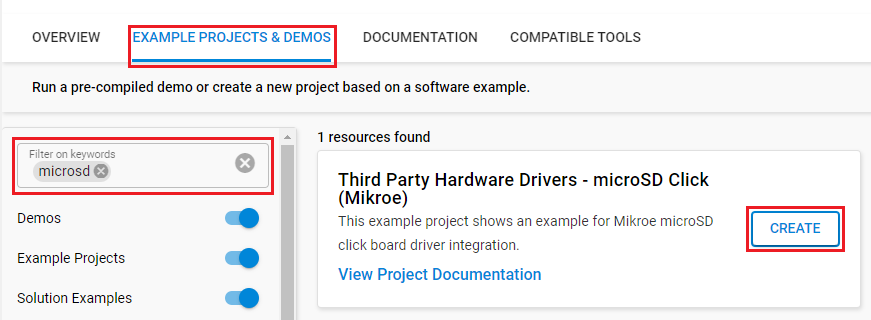 OVERVIEW
EXAMPLE PROJECTS & DEMOS
DOCUMENTATION
COMPATIBLE TOOLS
Run a pre-compiled demo or create a new project based on a software example.
Filter on keywords
microsd
Demos
Example Projects
Solution Examples
1 resources found
Third Party Hardware Drivers - microSD Click
(Mikroe)
This example project shows an example for Mikroe microSD
click board driver integration.
View Project Documentation
CREATE